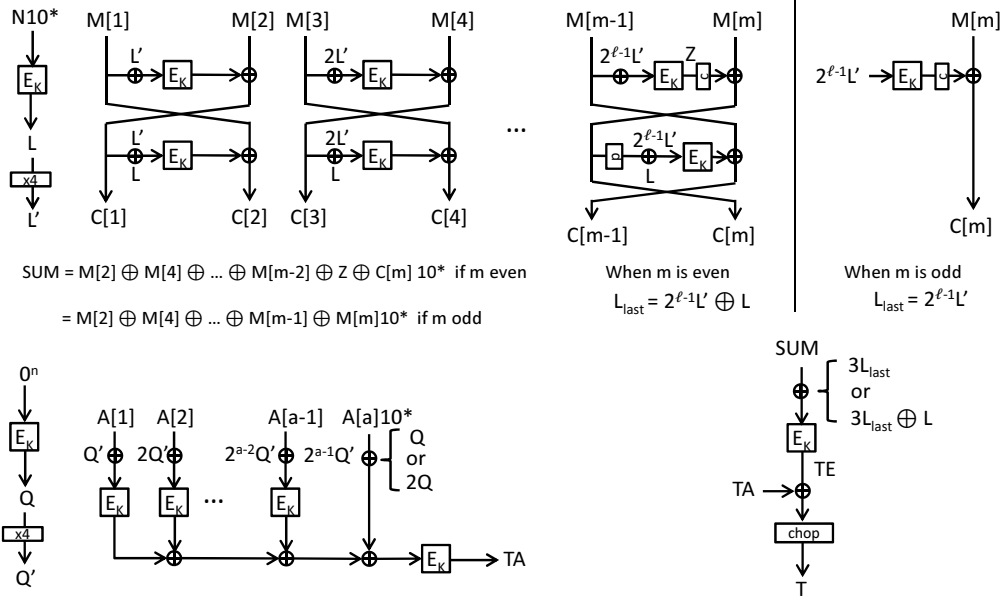 N10*
E_K
L
x4
L'
M[1] M[2] M[3] M[4]
L' E_K 2L' E_K
L' E_K 2L' E_K
L L
C[1] C[2] C[3] C[4]
...
M[m-1] M[m]
2^{ℓ-1}L' E_K Z c
p 2^{ℓ-1}L' E_K
L
C[m-1] C[m]
M[m]
2^{ℓ-1}L' E_K c
C[m]
SUM = M[2] ⊕ M[4] ⊕ ... ⊕ M[m-2] ⊕ Z ⊕ C[m] 10* if m even
= M[2] ⊕ M[4] ⊕ ... ⊕ M[m-1] ⊕ M[m]10* if m odd
When m is even
L_last = 2^{ℓ-1}L' ⊕ L
When m is odd
L_last = 2^{ℓ-1}L'
0^n
E_K
Q
x4
Q'
A[1] A[2] A[a-1] A[a]10*
Q' 2Q' 2^{a-2}Q' 2^{a-1}Q'
Q
or
2Q
E_K E_K ... E_K
E_K TA
SUM
3L_last
or
3L_last ⊕ L
E_K
TE
TA
chop
T